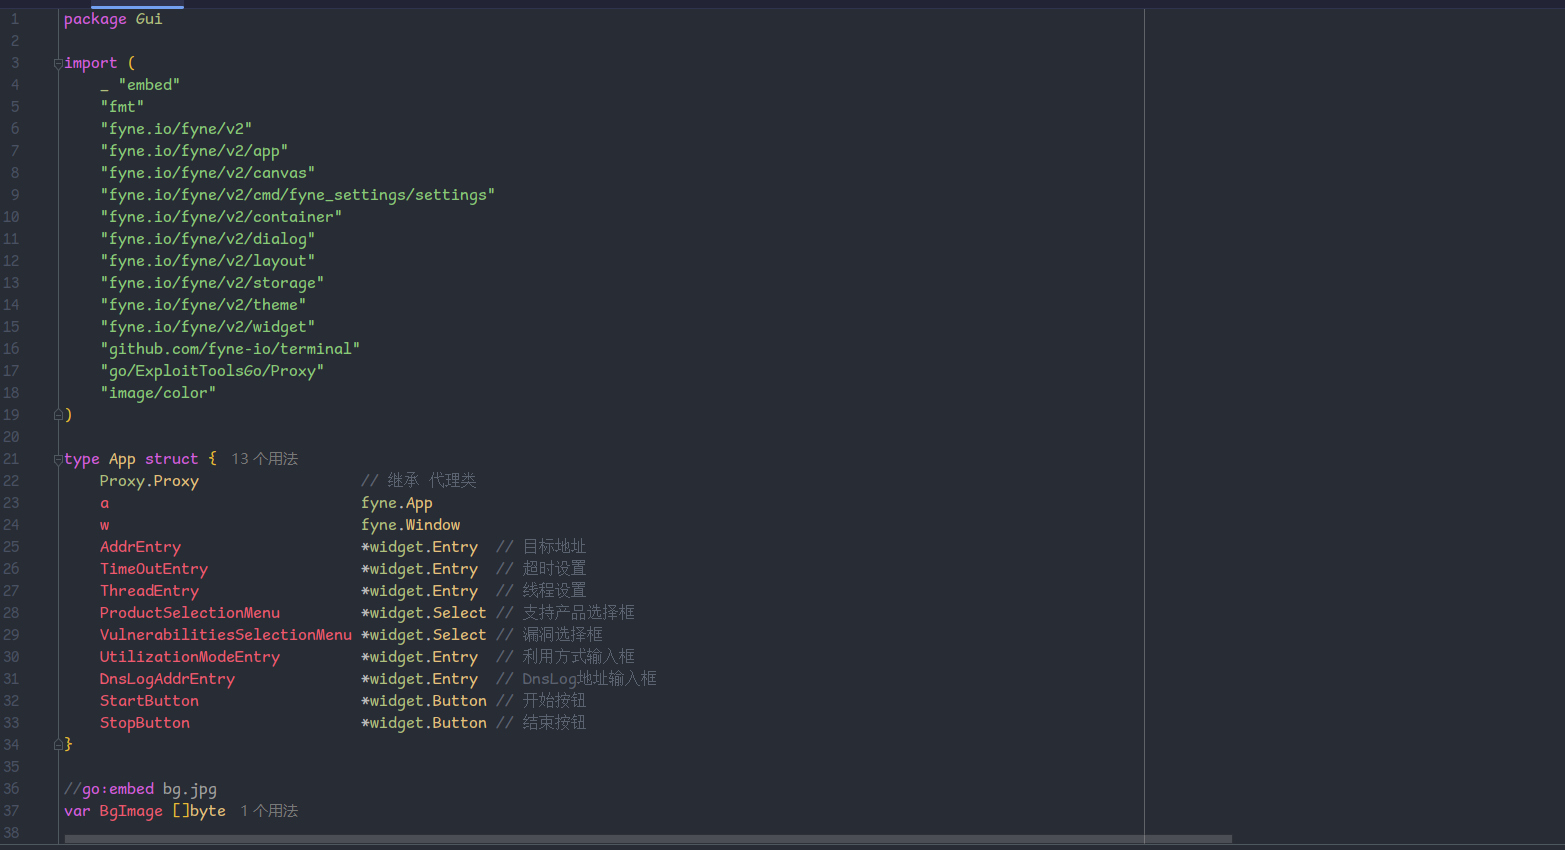 1 package Gui
2
3 import (
4 _ "embed"
5 "fmt"
6 "fyne.io/fyne/v2"
7 "fyne.io/fyne/v2/app"
8 "fyne.io/fyne/v2/canvas"
9 "fyne.io/fyne/v2/cmd/fyne_settings/settings"
10 "fyne.io/fyne/v2/container"
11 "fyne.io/fyne/v2/dialog"
12 "fyne.io/fyne/v2/layout"
13 "fyne.io/fyne/v2/storage"
14 "fyne.io/fyne/v2/theme"
15 "fyne.io/fyne/v2/widget"
16 "github.com/fyne-io/terminal"
17 "go/ExploitToolsGo/Proxy"
18 "image/color"
19 )
20
21 type App struct { 13 个用法
22 Proxy.Proxy // 继承 代理类
23 a fyne.App
24 w fyne.Window
25 AddrEntry *widget.Entry // 目标地址
26 TimeOutEntry *widget.Entry // 超时设置
27 ThreadEntry *widget.Entry // 线程设置
28 ProductSelectionMenu *widget.Select // 支持产品选择框
29 VulnerabilitiesSelectionMenu *widget.Select // 漏洞选择框
30 UtilizationModeEntry *widget.Entry // 利用方式输入框
31 DnsLogAddrEntry *widget.Entry // DnsLog地址输入框
32 StartButton *widget.Button // 开始按钮
33 StopButton *widget.Button // 结束按钮
34 }
35
36 //go:embed bg.jpg
37 var BgImage []byte 1 个用法
38